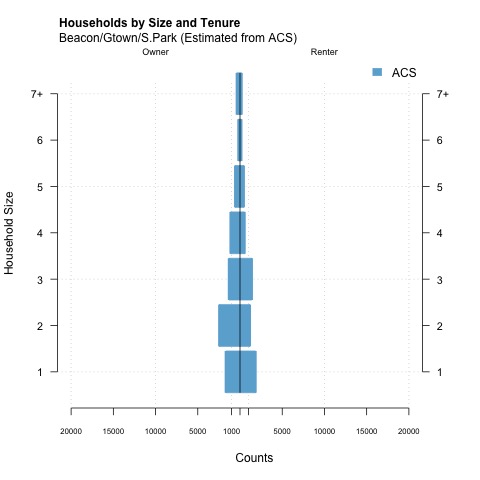 Households by Size and Tenure
Beacon/Gtown/S.Park (Estimated from ACS)
Owner
Renter
ACS
7+
7+
6
6
5
5
4
4
3
3
2
2
1
1
Household Size
20000 15000 10000 5000 1000 5000 10000 15000 20000
Counts